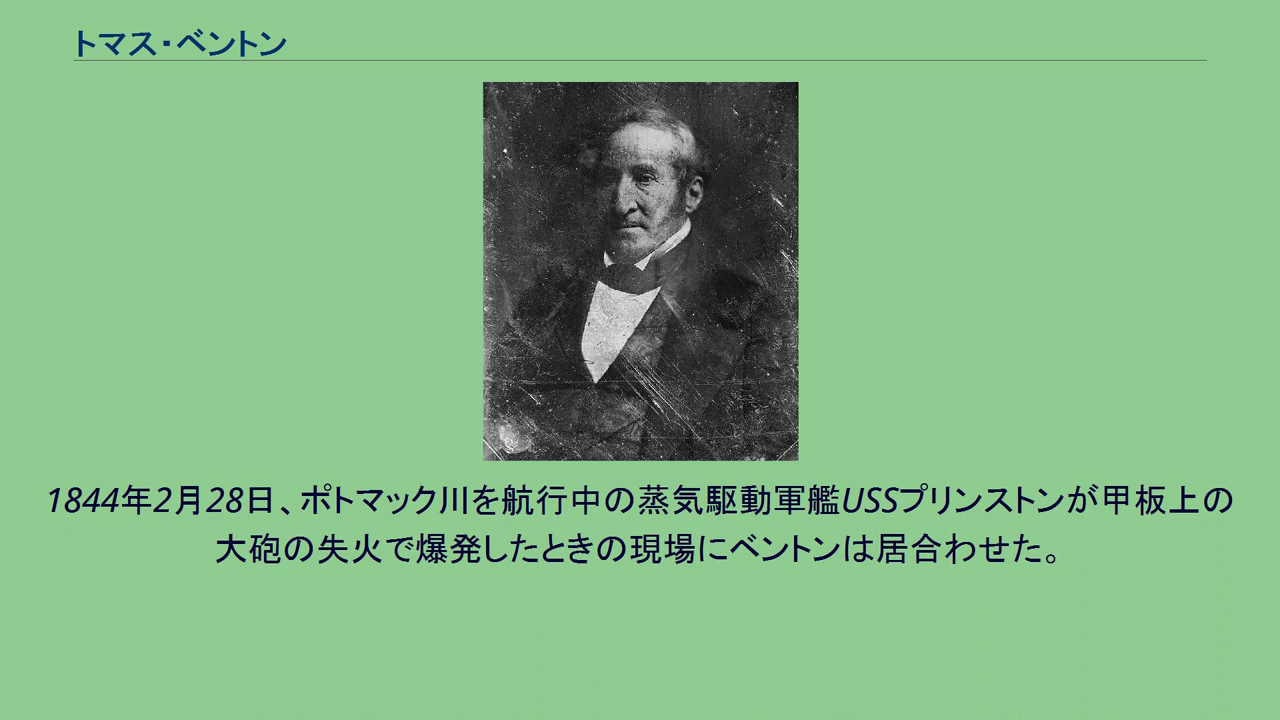 トマス・ベントン
1844年2月28日、ポトマック川を航行中の蒸気駆動軍艦USSプリンストンが甲板上の
大砲の失火で爆発したときの現場にベントンは居合わせた。